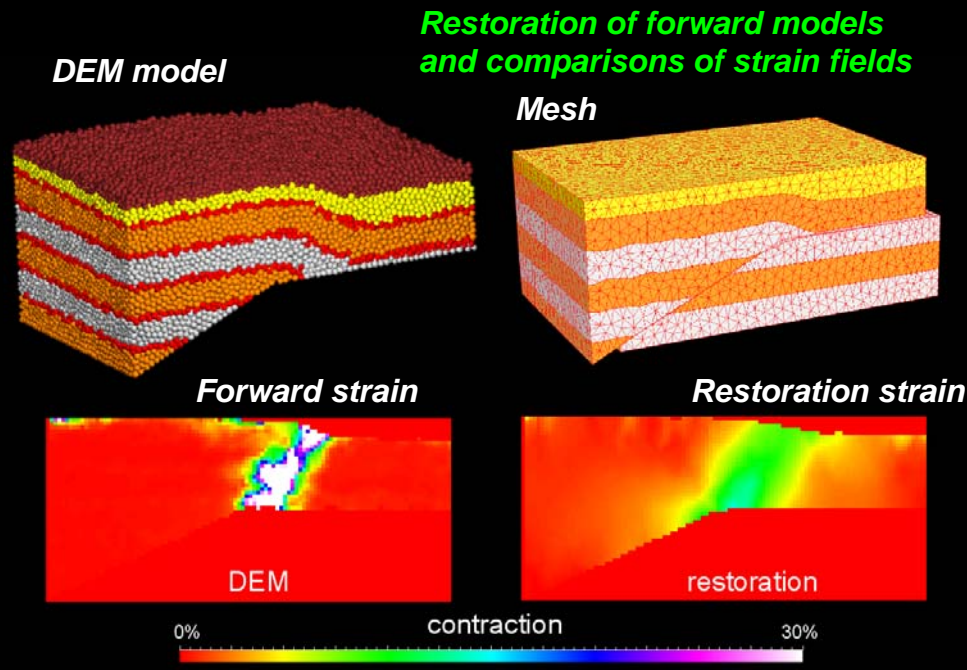 Restoration of forward models
and comparisons of strain fields
DEM model
Mesh
Forward strain
Restoration strain
DEM
restoration
contraction
0%
30%